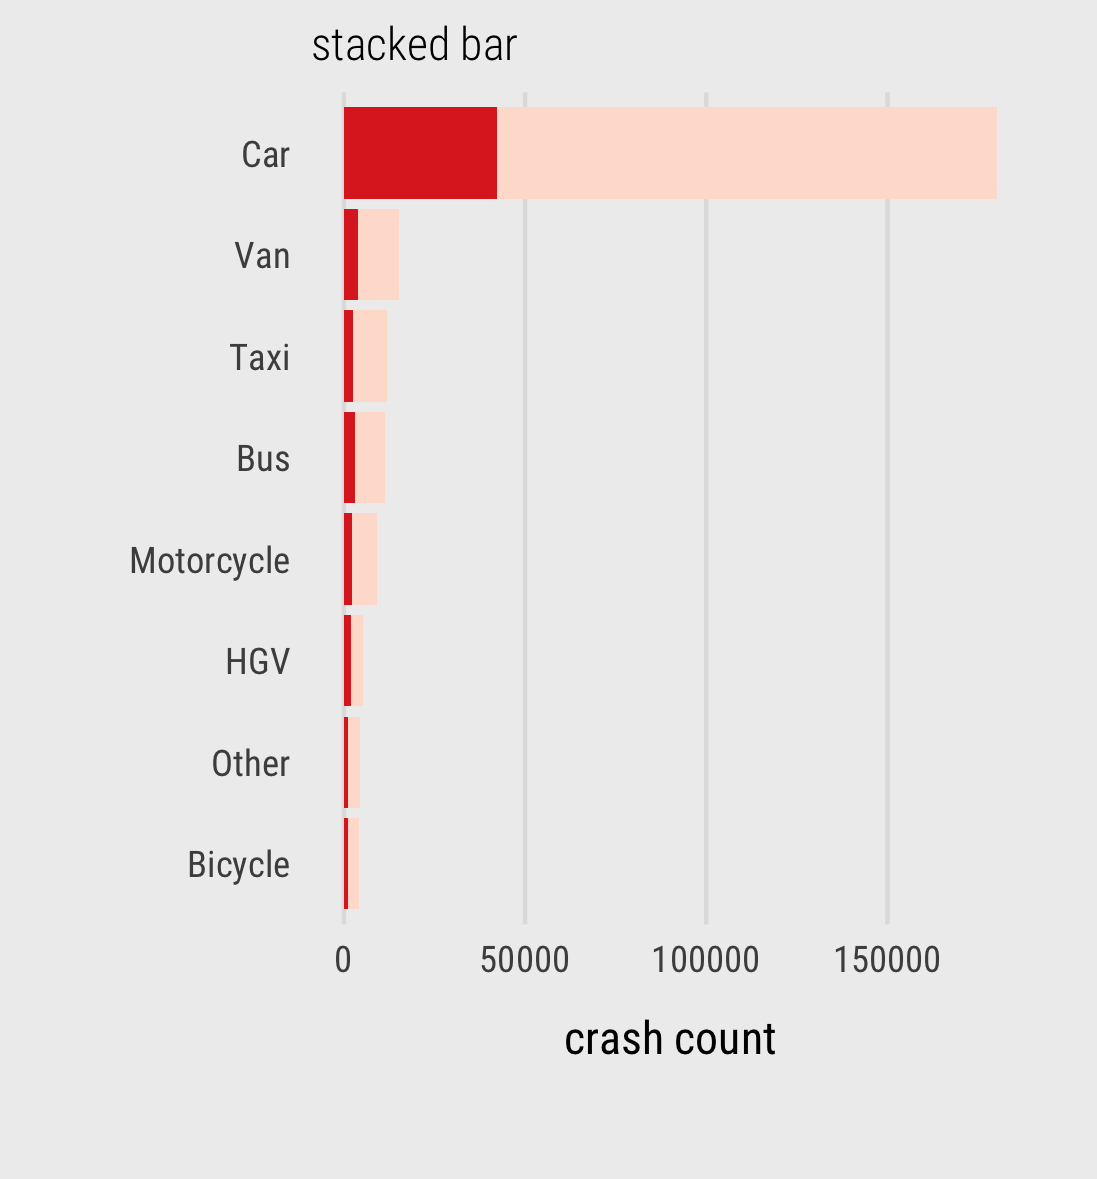 stacked bar
Car
Van
Taxi
Bus
Motorcycle
HGV
Other
Bicycle
0 50000 100000 150000
crash count